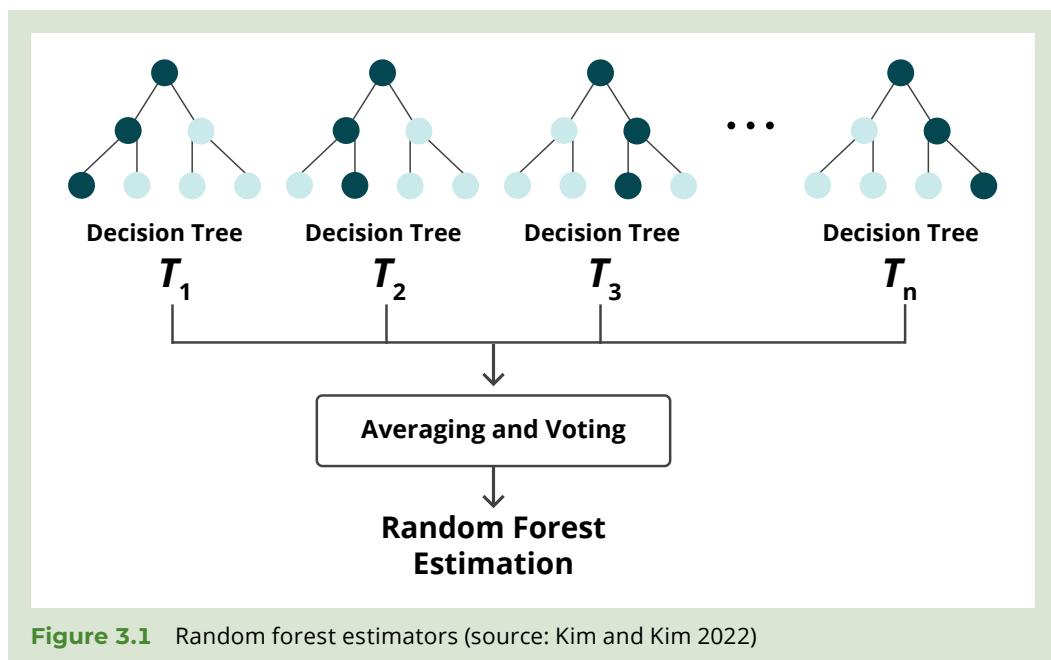 Decision Tree
T1
Decision Tree
T2
Decision Tree
T3
...
Decision Tree
Tn
Averaging and Voting
Random Forest
Estimation
Figure 3.1 Random forest estimators (source: Kim and Kim 2022)